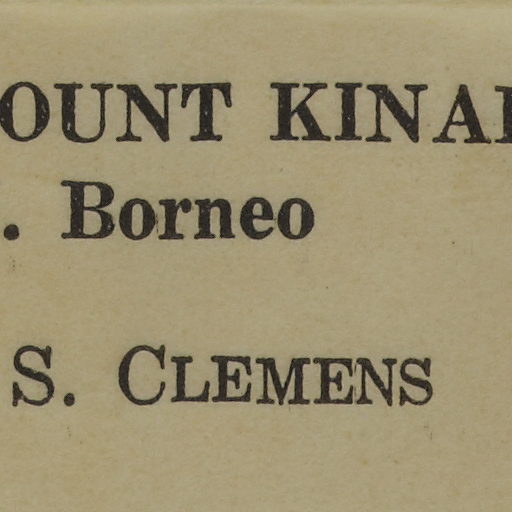 OUNT KINA
. Borneo
S. CLEMENS